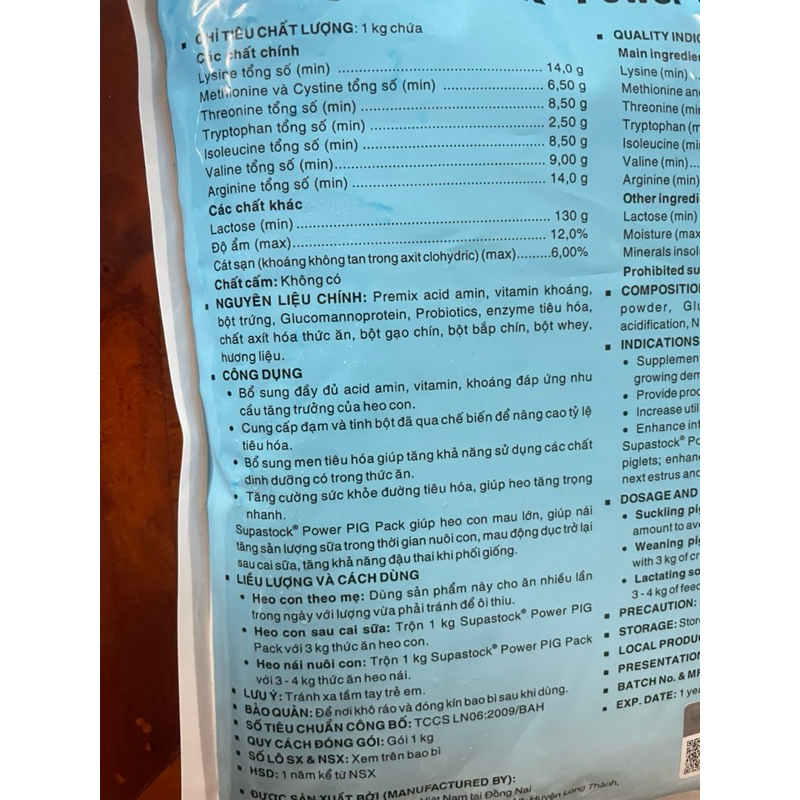 CHỈ TIÊU CHẤT LƯỢNG: 1 kg chứa
Các chất chính
Lysine tổng số (min) ........ 14,0 g
Methionine và Cystine tổng số (min) ........ 6,50 g
Threonine tổng số (min) ........ 8,50 g
Tryptophan tổng số (min) ........ 2,50 g
Isoleucine tổng số (min) ........ 8,50 g
Valine tổng số (min) ........ 9,00 g
Arginine tổng số (min) ........ 14,0 g
Các chất khác
Lactose (min) ........ 130 g
Độ ẩm (max) ........ 12,0%
Cát sạn (khoáng không tan trong axit clohydric) (max) ........ 6,00%
Chất cấm: Không có
NGUYÊN LIỆU CHÍNH: Premix acid amin, vitamin khoáng,
bột trứng, Glucomannoprotein, Probiotics, enzyme tiêu hóa,
chất axít hóa thức ăn, bột gạo chín, bột bắp chín, bột whey,
hương liệu.
CÔNG DỤNG
• Bổ sung đầy đủ acid amin, vitamin, khoáng đáp ứng nhu
cầu tăng trưởng của heo con.
• Cung cấp đạm và tinh bột đã qua chế biến để nâng cao tỷ lệ
tiêu hóa.
• Bổ sung men tiêu hóa giúp tăng khả năng sử dụng các chất
dinh dưỡng có trong thức ăn.
• Tăng cường sức khỏe đường tiêu hóa, giúp heo tăng trọng
nhanh.
Supastock® Power PIG Pack giúp heo con mau lớn, giúp nái
tăng sản lượng sữa trong thời gian nuôi con, mau động dục trở lại
sau cai sữa, tăng khả năng đậu thai khi phối giống.
LIỀU LƯỢNG VÀ CÁCH DÙNG
• Heo con theo mẹ: Dùng sản phẩm này cho ăn nhiều lần
trong ngày với lượng vừa phải tránh để ôi thiu.
• Heo con sau cai sữa: Trộn 1 kg Supastock® Power PIG
Pack với 3 kg thức ăn heo con.
• Heo nái nuôi con: Trộn 1 kg Supastock® Power PIG Pack
với 3 - 4 kg thức ăn heo nái.
LƯU Ý: Tránh xa tầm tay trẻ em.
BẢO QUẢN: Để nơi khô ráo và đóng kín bao bì sau khi dùng.
SỐ TIÊU CHUẨN CÔNG BỐ: TCCS LN06:2009/BAH
QUY CÁCH ĐÓNG GÓI: Gói 1 kg
SỐ LÔ SX & NSX: Xem trên bao bì
HSD: 1 năm kể từ NSX
ĐƯỢC SẢN XUẤT BỞI (MANUFACTURED BY):
Việt Nam tại Đồng Nai
Huyện Long Thành,
QUALITY INDIC
Main ingredie
Lysine (min)
Methionine an
Threonine (mi
Tryptophan (m
Isoleucine (mi
Valine (min)...
Arginine (min)
Other ingredi
Lactose (min)
Moisture (max
Minerals insol
Prohibited su
COMPOSITIO
powder, Gl
acidification, N
INDICATIONS
• Supplemen
growing dem
• Provide prod
• Increase util
• Enhance int
Supastock® Po
piglets; enhanc
next estrus and
DOSAGE AND
• Suckling pi
amount to avo
• Weaning pi
with 3 kg of cr
• Lactating so
3 - 4 kg of feed
PRECAUTION:
STORAGE: Stor
LOCAL PRODU
PRESENTATION
BATCH No. & MF
EXP. DATE: 1 yea